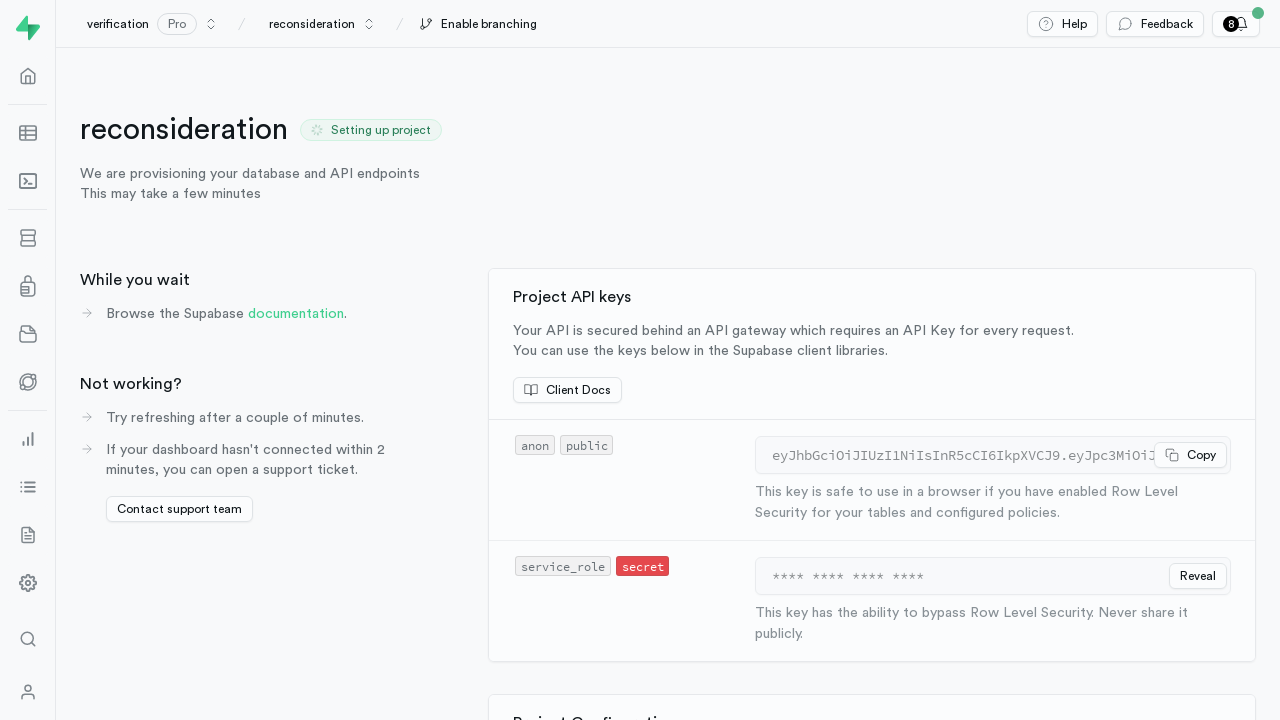 verification Pro / reconsideration / Enable branching
Help
Feedback
8
reconsideration
Setting up project
We are provisioning your database and API endpoints
This may take a few minutes
While you wait
Browse the Supabase documentation.
Not working?
Try refreshing after a couple of minutes.
If your dashboard hasn't connected within 2
minutes, you can open a support ticket.
Contact support team
Project API keys
Your API is secured behind an API gateway which requires an API Key for every request.
You can use the keys below in the Supabase client libraries.
Client Docs
anon public
eyJhbGciOiJIUzI1NiIsInR5cCI6IkpXVCJ9.eyJpc3MiOiJ
Copy
This key is safe to use in a browser if you have enabled Row Level
Security for your tables and configured policies.
service_role secret
**** **** **** ****
Reveal
This key has the ability to bypass Row Level Security. Never share it
publicly.